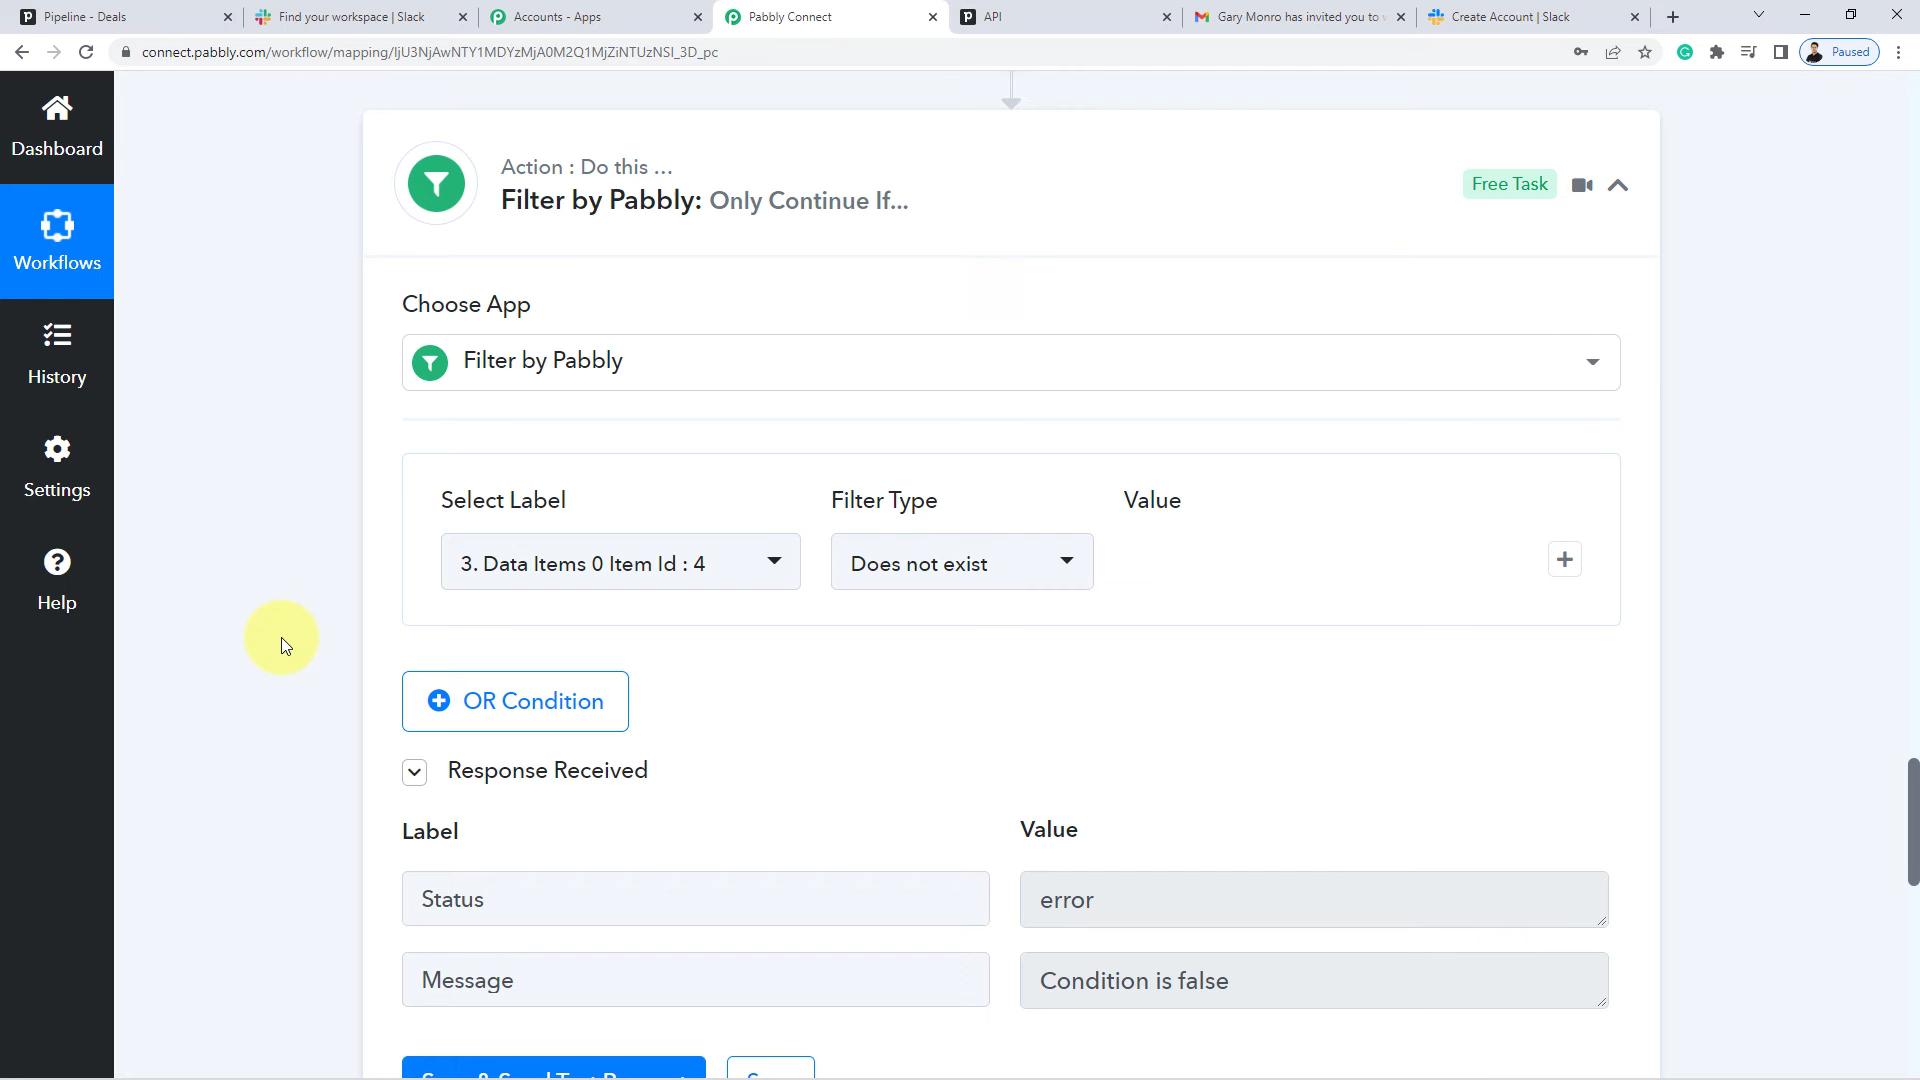 Pipeline - Deals
Find your workspace | Slack
Accounts - Apps
Pabbly Connect
API
Gary Monro has invited you to
Create Account | Slack
connect.pabbly.com/workflow/mapping/IjU3NjAwNTY1MDYzMjA0M2Q1MjZiNTUzNSI_3D_pc
Paused
Dashboard
Workflows
History
Settings
Help
Action : Do this ...
Filter by Pabbly: Only Continue If...
Free Task
Choose App
Filter by Pabbly
Select Label
Filter Type
Value
3. Data Items 0 Item Id : 4
Does not exist
OR Condition
Response Received
Label
Value
Status
error
Message
Condition is false